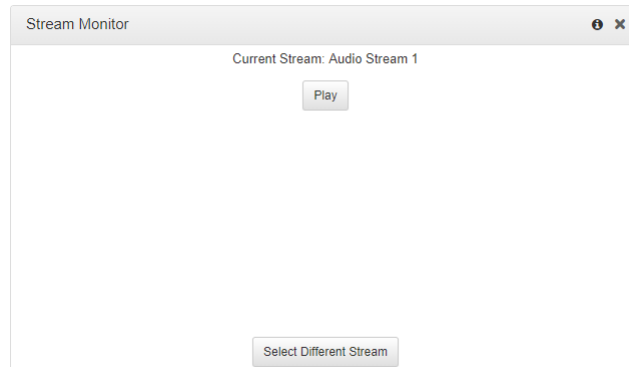 Stream Monitor
Current Stream: Audio Stream 1
Play
Select Different Stream